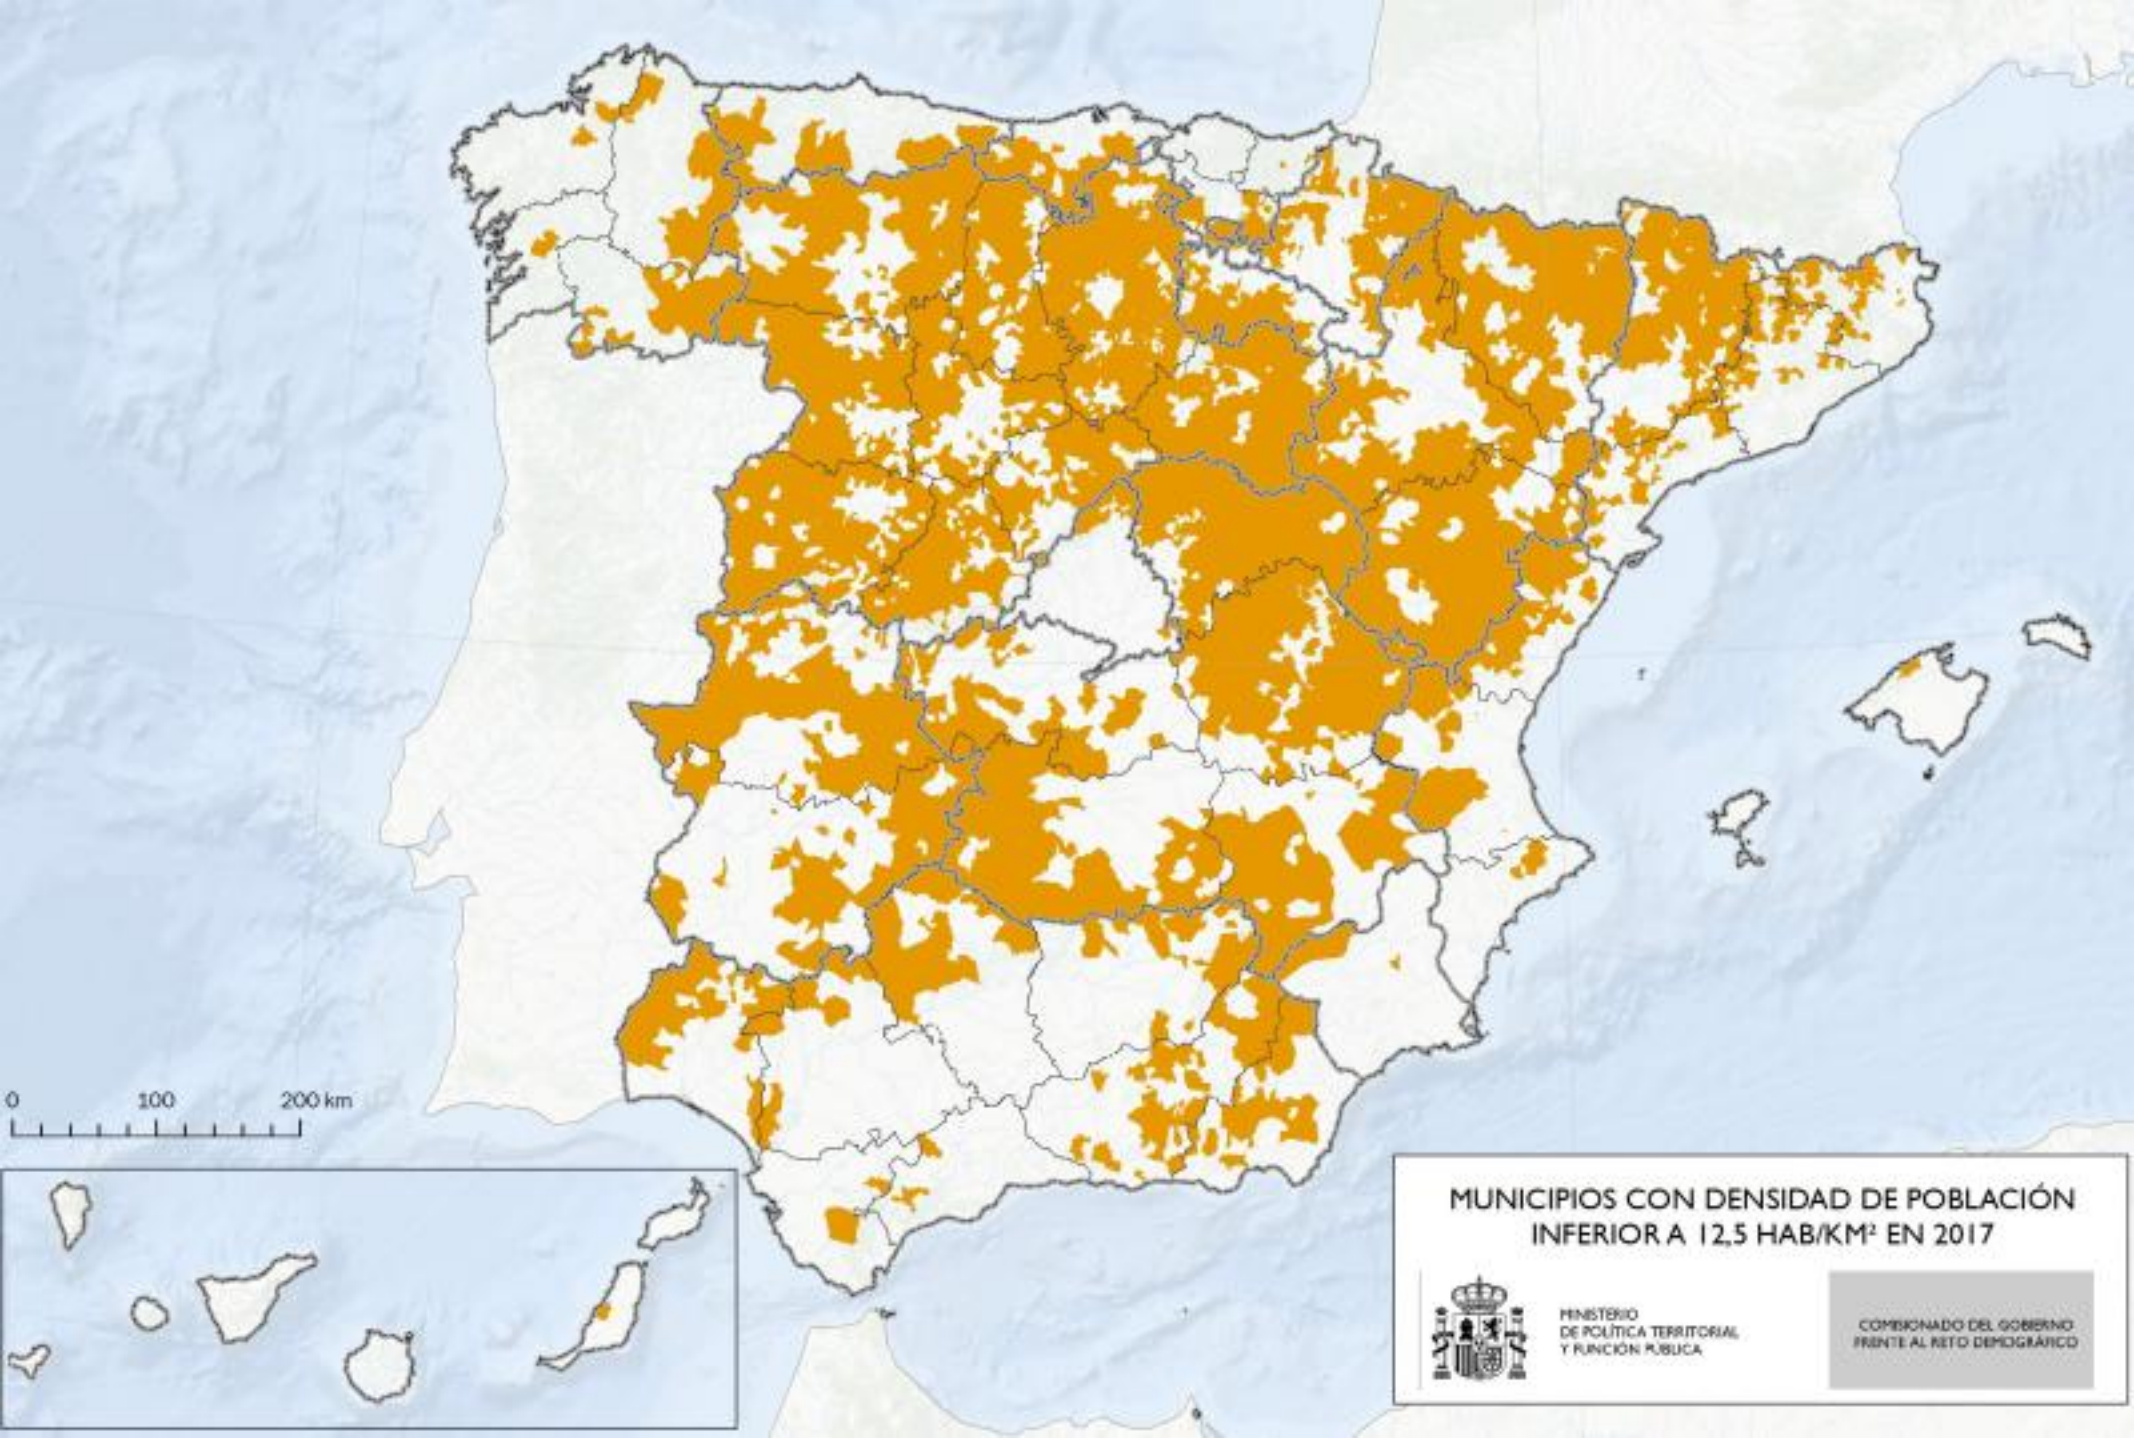 0 100 200 km
MUNICIPIOS CON DENSIDAD DE POBLACIÓN
INFERIOR A 12,5 HAB/KM² EN 2017
MINISTERIO
DE POLÍTICA TERRITORIAL
Y FUNCIÓN PÚBLICA
COMISIONADO DEL GOBIERNO
FRENTE AL RETO DEMOGRÁFICO